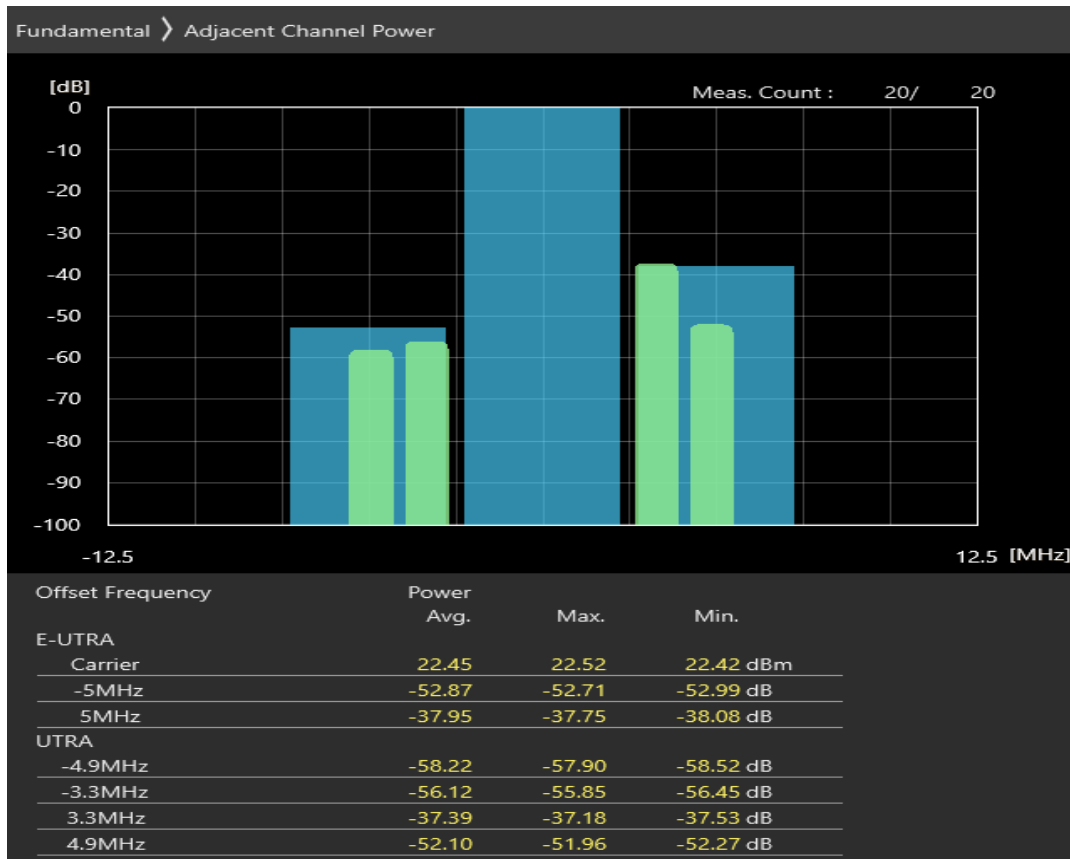 Fundamental ❭ Adjacent Channel Power
[dB]
Meas. Count : 20/ 20
0
-10
-20
-30
-40
-50
-60
-70
-80
-90
-100
-12.5 12.5 [MHz]
Offset Frequency Power
Avg. Max. Min.
E-UTRA
Carrier 22.45 22.52 22.42 dBm
-5MHz -52.87 -52.71 -52.99 dB
5MHz -37.95 -37.75 -38.08 dB
UTRA
-4.9MHz -58.22 -57.90 -58.52 dB
-3.3MHz -56.12 -55.85 -56.45 dB
3.3MHz -37.39 -37.18 -37.53 dB
4.9MHz -52.10 -51.96 -52.27 dB